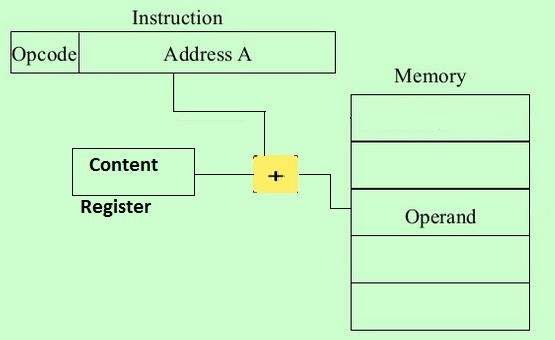 Instruction
Opcode Address A
Memory
Content
Register
+
Operand